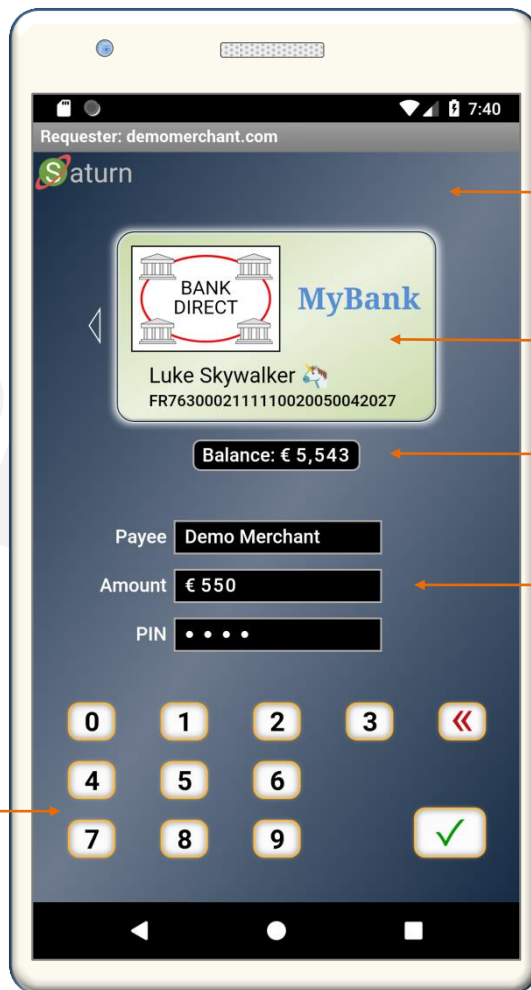 7:40
Requester: demomerchant.com
Saturn
BANK
DIRECT
MyBank
Luke Skywalker 🦄
FR7630002111110020050042027
Balance: € 5,543
Payee Demo Merchant
Amount € 550
PIN • • • •
0 1 2 3 «
4 5 6
7 8 9 ✓